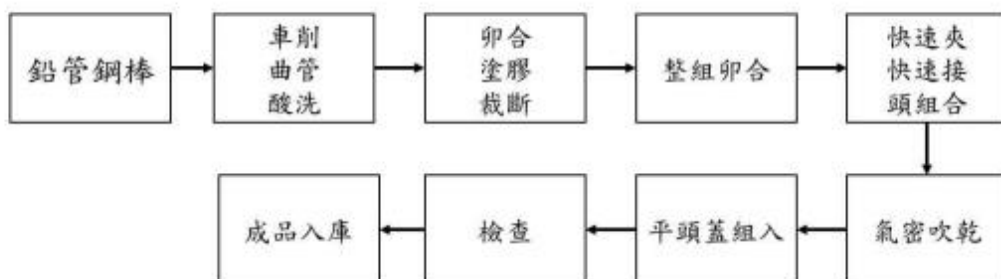 鉛管鋼棒
車削
曲管
酸洗
卯合
塗膠
裁斷
整組卯合
快速夾
快速接
頭組合
氣密吹乾
平頭蓋組入
檢查
成品入庫